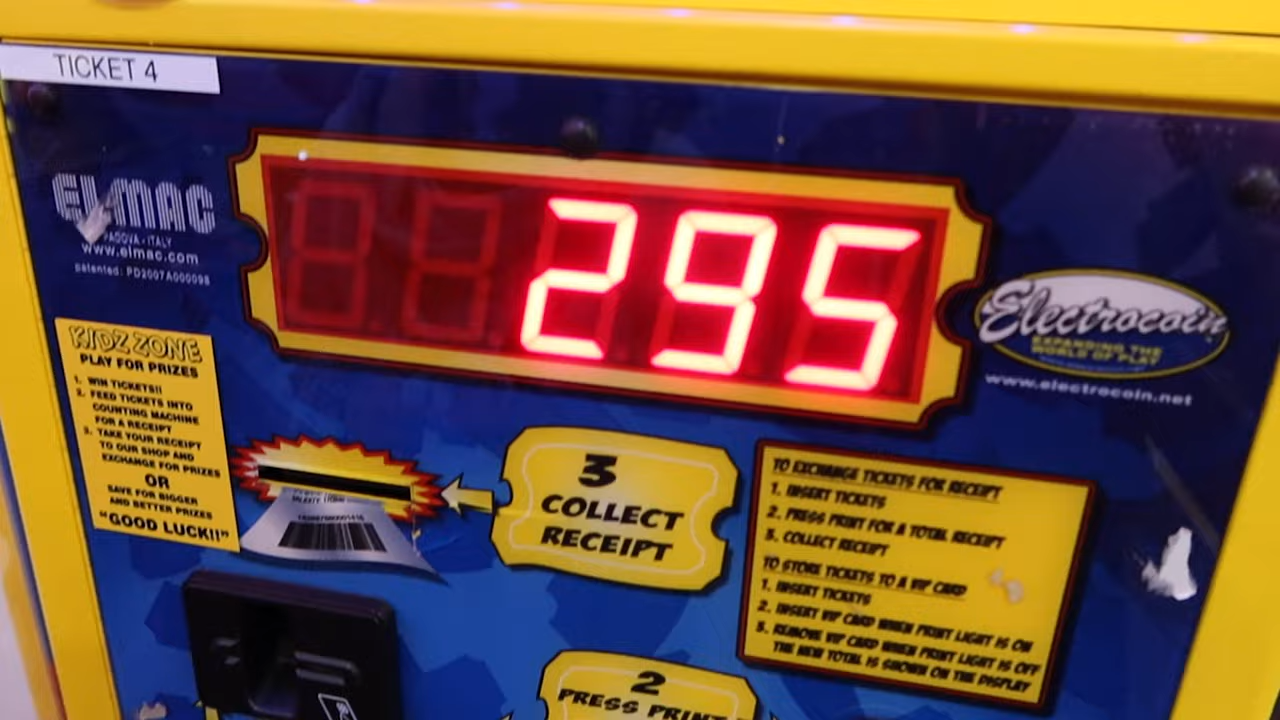 TICKET 4
295
ELMAC
PADOVA - ITALY
www.elmac.com
patented: PD2007A000098
Electrocoin
EXPANDING THE
WORLD OF PLAY
www.electrocoin.net
KIDZ ZONE
PLAY FOR PRIZES
1. WIN TICKETS!!
2. FEED TICKETS INTO
COUNTING MACHINE
FOR A RECEIPT
3. TAKE YOUR RECEIPT
TO OUR SHOP AND
EXCHANGE FOR PRIZES
OR
SAVE FOR BIGGER
AND BETTER PRIZES
"GOOD LUCK!!"
3
COLLECT
RECEIPT
TO EXCHANGE TICKETS FOR RECEIPT
1. INSERT TICKETS
2. PRESS PRINT FOR A TOTAL RECEIPT
3. COLLECT RECEIPT
TO STORE TICKETS TO A VIP CARD
1. INSERT TICKETS
2. INSERT VIP CARD WHEN PRINT LIGHT IS ON
3. REMOVE VIP CARD WHEN PRINT LIGHT IS OFF
THE NEW TOTAL IS SHOWN ON THE DISPLAY
2
PRESS PRINT